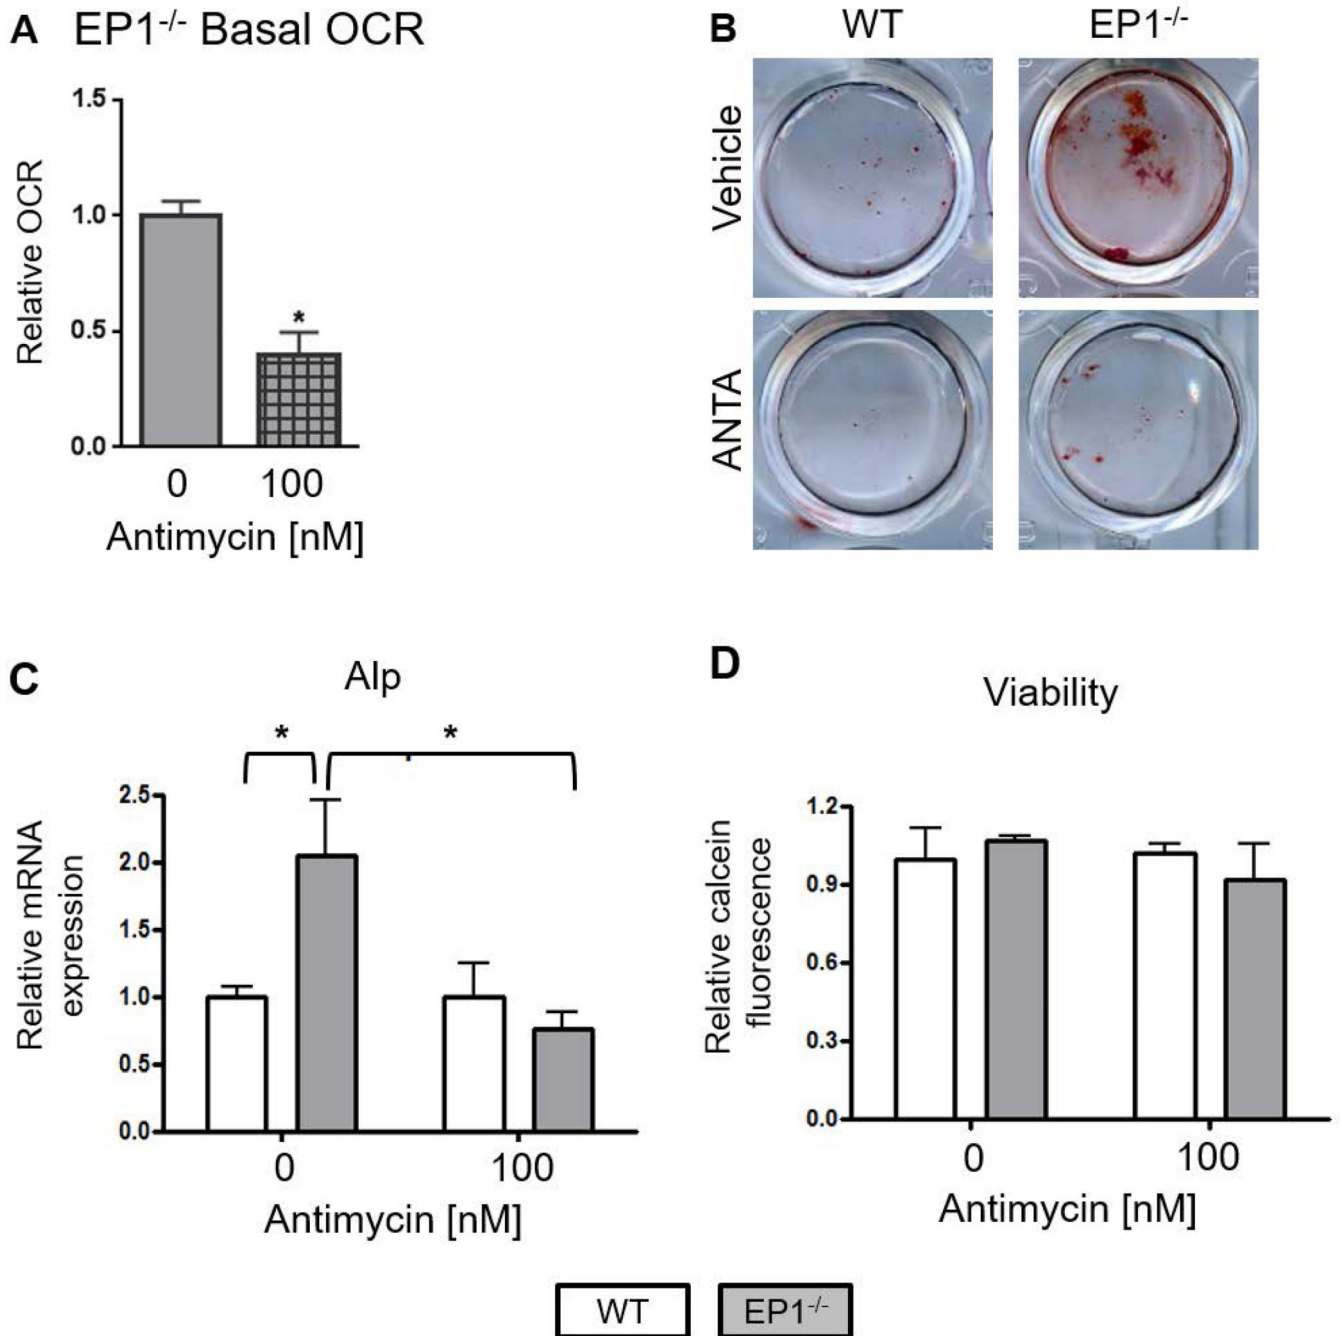 A EP1-/- Basal OCR
Relative OCR
1.5
1.0
0.5
0.0
*
0 100
Antimycin [nM]
B WT EP1-/-
Vehicle
ANTA
C Alp
* *
Relative mRNA
expression
2.5
2.0
1.5
1.0
0.5
0.0
0 100
Antimycin [nM]
D Viability
Relative calcein
fluorescence
1.2
0.9
0.6
0.3
0.0
0 100
Antimycin [nM]
WT EP1-/-